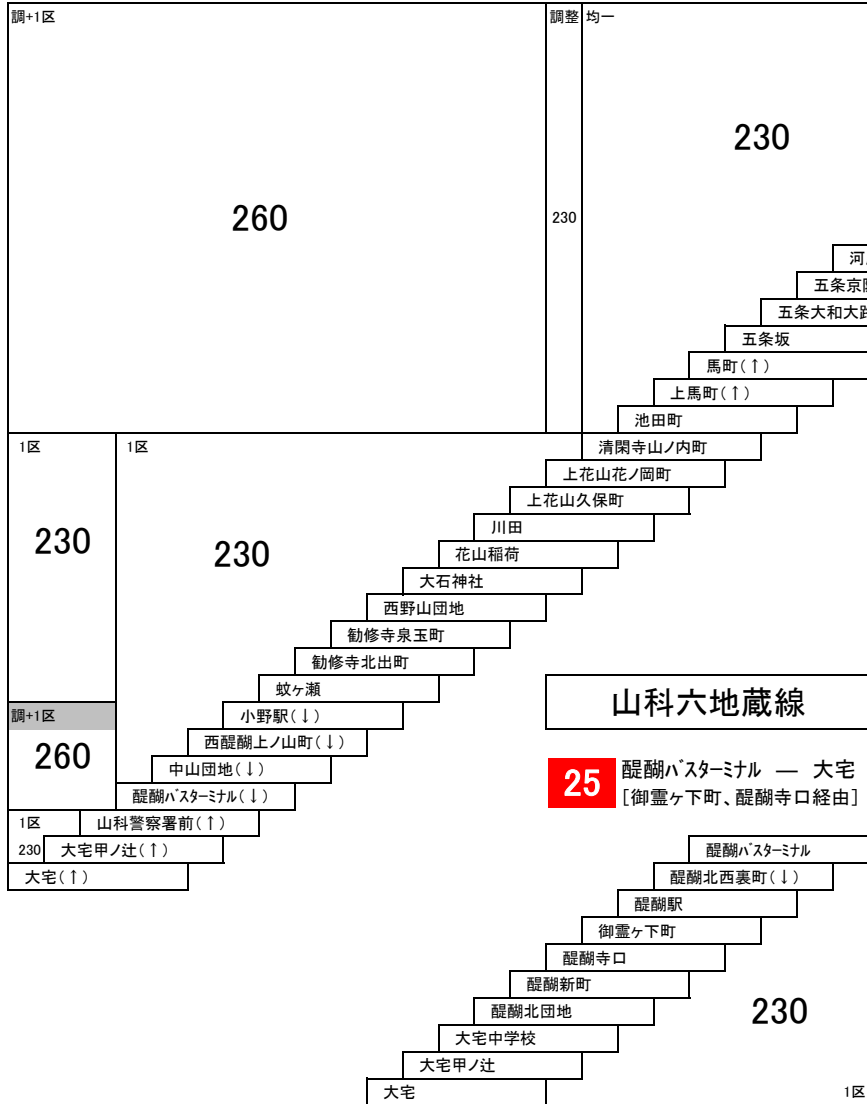 調+1区
調整
均一
230
260
230
河
五条京
五条大和大路
五条坂
馬町(↑)
上馬町(↑)
池田町
1区
1区
清閑寺山ノ内町
上花山花ノ岡町
上花山久保町
230
230
川田
花山稲荷
大石神社
西野山団地
勧修寺泉玉町
勧修寺北出町
蚊ヶ瀬
調+1区
小野駅(↓)
260
西醍醐上ノ山町(↓)
中山団地(↓)
醍醐バスターミナル(↓)
1区
山科警察署前(↑)
230
大宅甲ノ辻(↑)
大宅(↑)
山科六地蔵線
25
醍醐バスターミナル ― 大宅
[御霊ヶ下町、醍醐寺口経由]
醍醐バスターミナル
醍醐北西裏町(↓)
醍醐駅
御霊ヶ下町
醍醐寺口
醍醐新町
醍醐北団地
230
大宅中学校
大宅甲ノ辻
大宅
1区